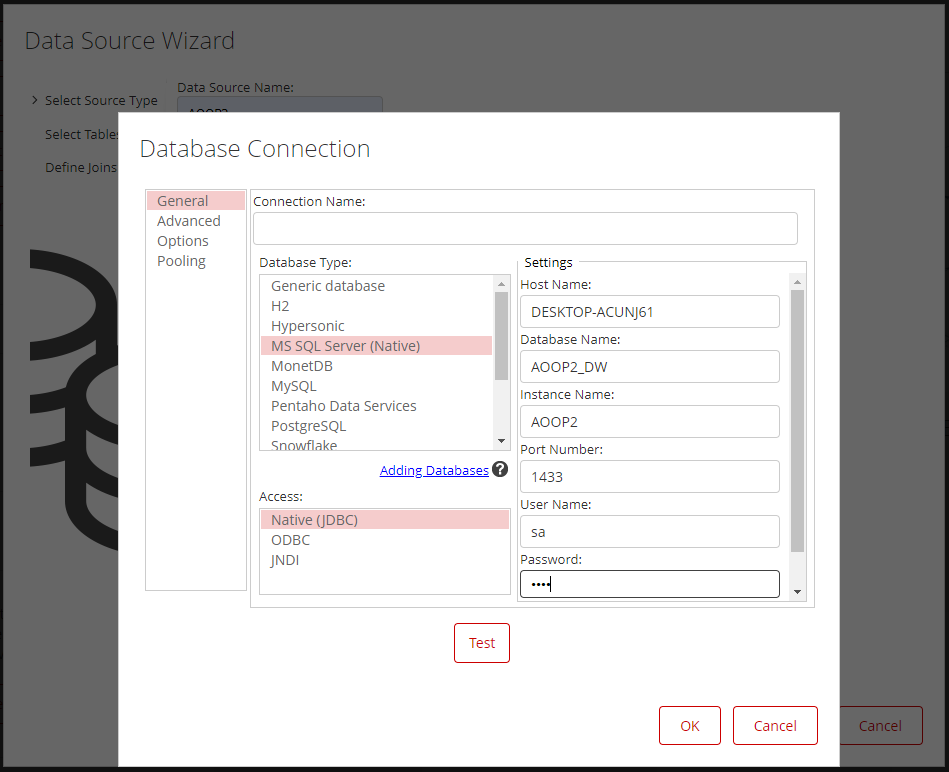 Data Source Wizard
Data Source Name:
Select Source Type
AOOP2
Select Tables
Define Joins
Database Connection
General
Advanced
Options
Pooling
Connection Name:
Database Type:
Generic database
H2
Hypersonic
MS SQL Server (Native)
MonetDB
MySQL
Pentaho Data Services
PostgreSQL
Snowflake
Adding Databases ?
Access:
Native (JDBC)
ODBC
JNDI
Settings
Host Name:
DESKTOP-ACUNJ61
Database Name:
AOOP2_DW
Instance Name:
AOOP2
Port Number:
1433
User Name:
sa
Password:
••••
Test
OK
Cancel
Cancel